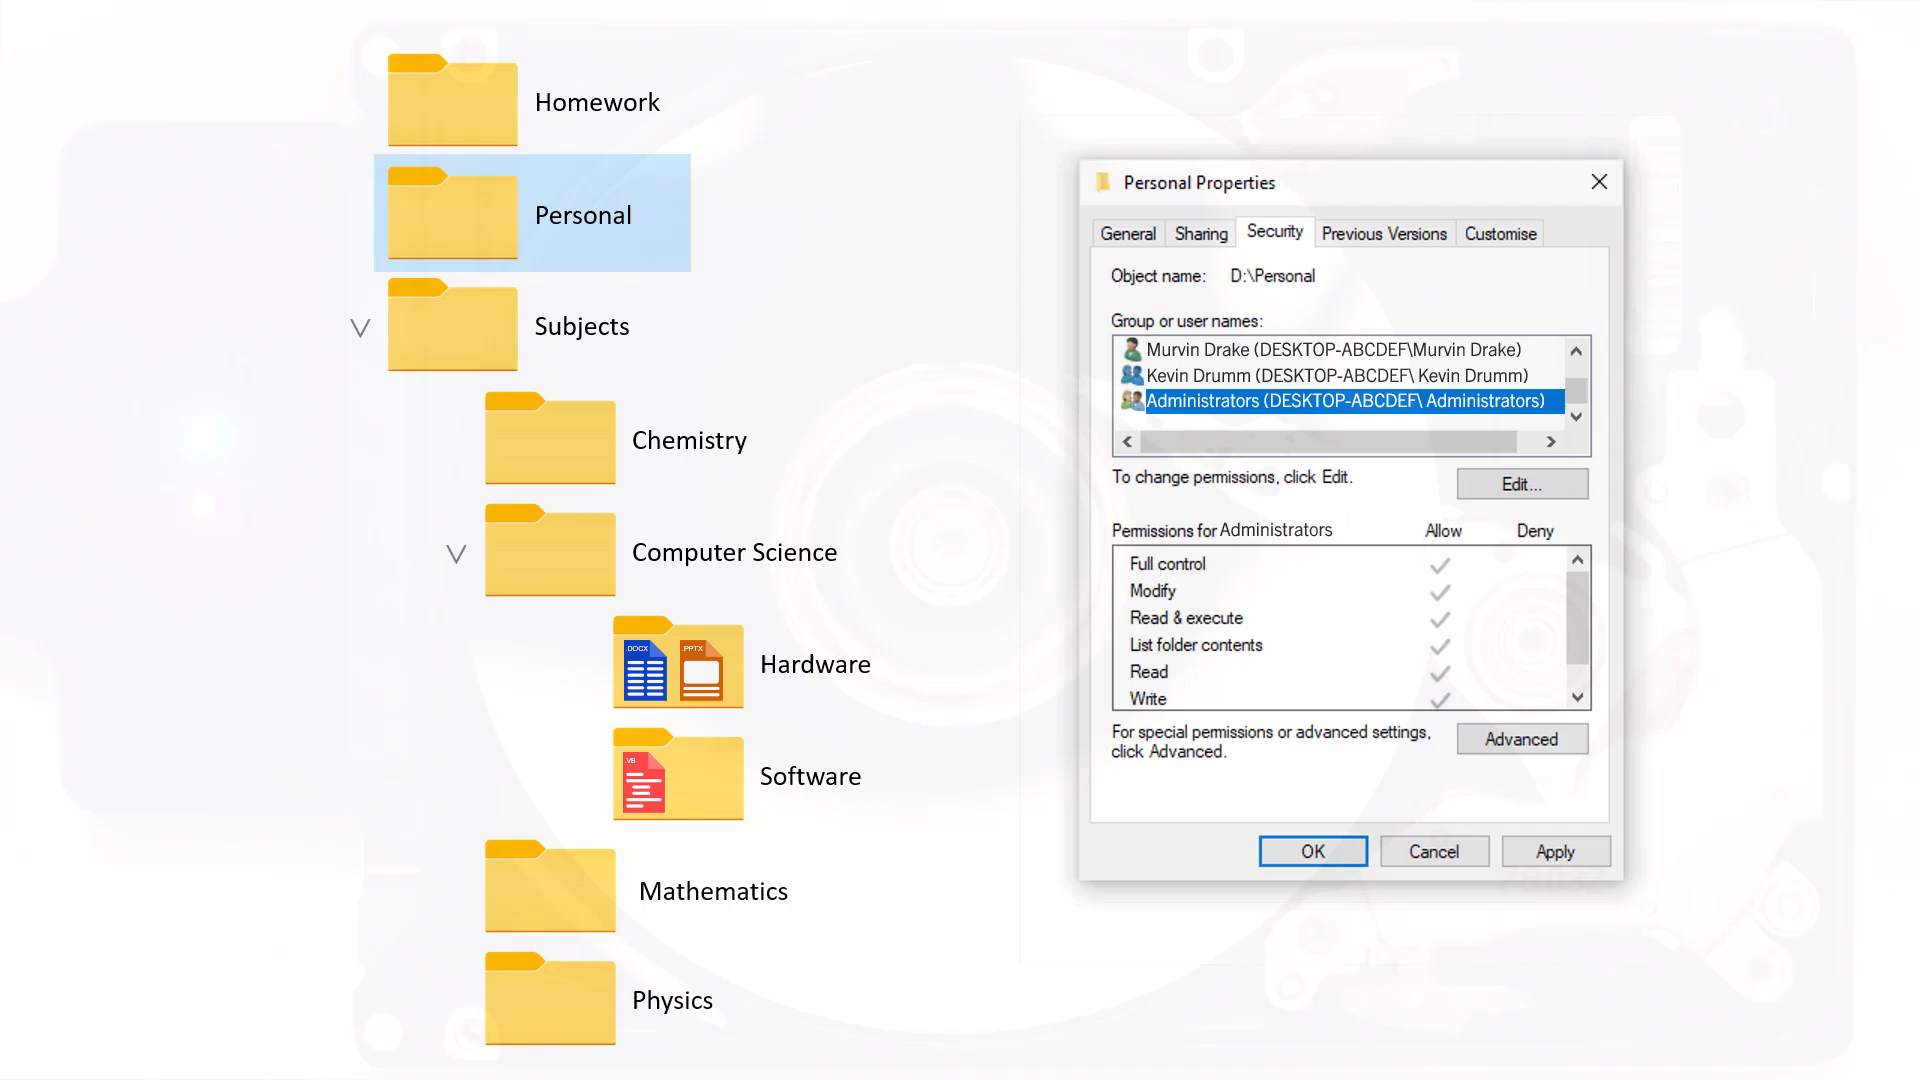 Homework
Personal
Subjects
Chemistry
Computer Science
.DOCX .PPTX
Hardware
.VB
Software
Mathematics
Physics
Personal Properties
General Sharing Security Previous Versions Customise
Object name: D:\Personal
Group or user names:
Murvin Drake (DESKTOP-ABCDEF\Murvin Drake)
Kevin Drumm (DESKTOP-ABCDEF\ Kevin Drumm)
Administrators (DESKTOP-ABCDEF\ Administrators)
To change permissions, click Edit.
Edit...
Permissions for Administrators Allow Deny
Full control
Modify
Read & execute
List folder contents
Read
Write
For special permissions or advanced settings,
click Advanced.
Advanced
OK Cancel Apply